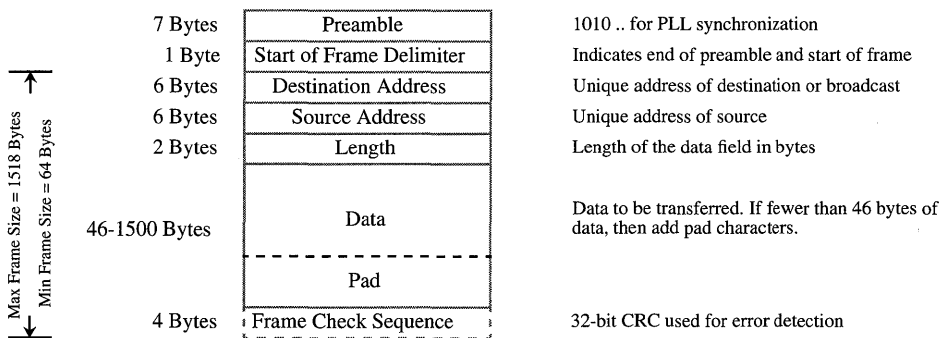 7 Bytes Preamble 1010 .. for PLL synchronization
1 Byte Start of Frame Delimiter Indicates end of preamble and start of frame
6 Bytes Destination Address Unique address of destination or broadcast
6 Bytes Source Address Unique address of source
2 Bytes Length Length of the data field in bytes
46-1500 Bytes Data Data to be transferred. If fewer than 46 bytes of
data, then add pad characters.
Pad
4 Bytes Frame Check Sequence 32-bit CRC used for error detection
Max Frame Size = 1518 Bytes
Min Frame Size = 64 Bytes